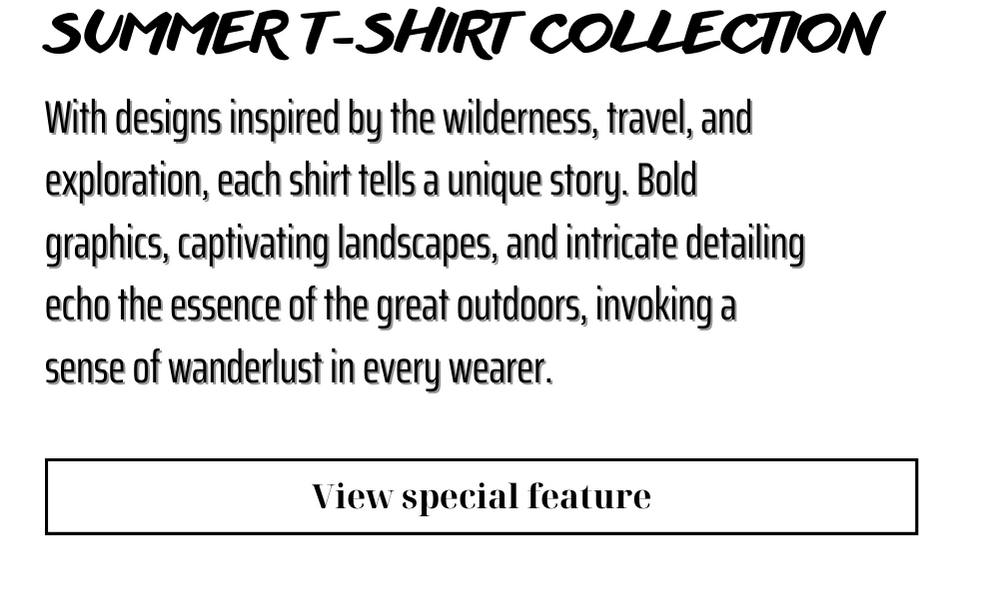 SUMMER T-SHIRT COLLECTION
With designs inspired by the wilderness, travel, and
exploration, each shirt tells a unique story. Bold
graphics, captivating landscapes, and intricate detailing
echo the essence of the great outdoors, invoking a
sense of wanderlust in every wearer.
View special feature